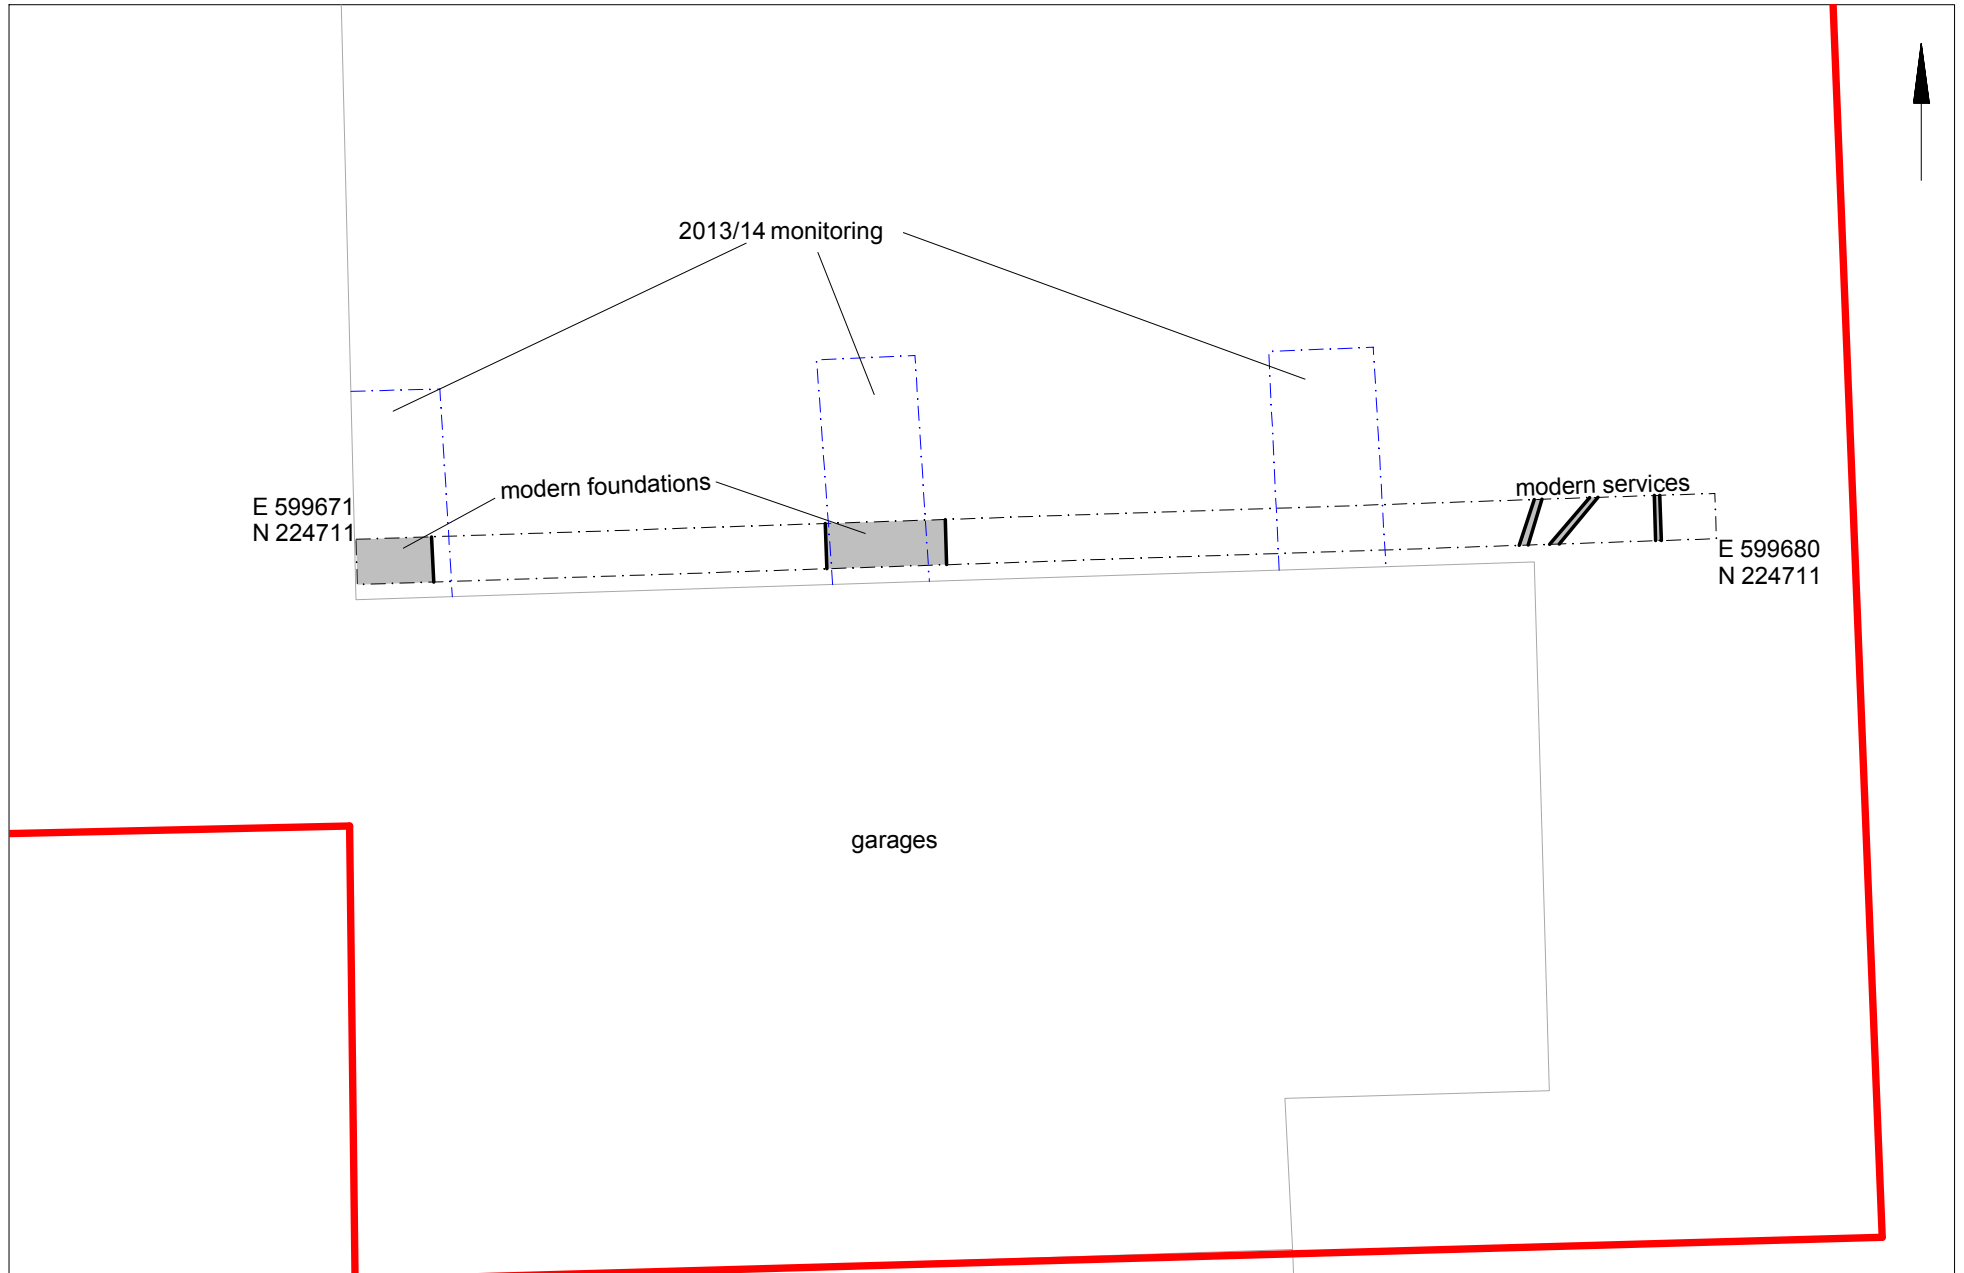 2013/14 monitoring
modern foundations
modern services
E 599671
N 224711
E 599680
N 224711
garages